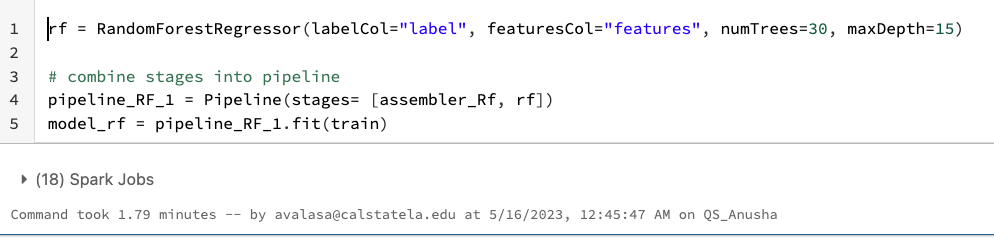 1 rf = RandomForestRegressor(labelCol="label", featuresCol="features", numTrees=30, maxDepth=15)
2
3 # combine stages into pipeline
4 pipeline_RF_1 = Pipeline(stages= [assembler_Rf, rf])
5 model_rf = pipeline_RF_1.fit(train)
(18) Spark Jobs
Command took 1.79 minutes -- by avalasa@calstatela.edu at 5/16/2023, 12:45:47 AM on QS_Anusha